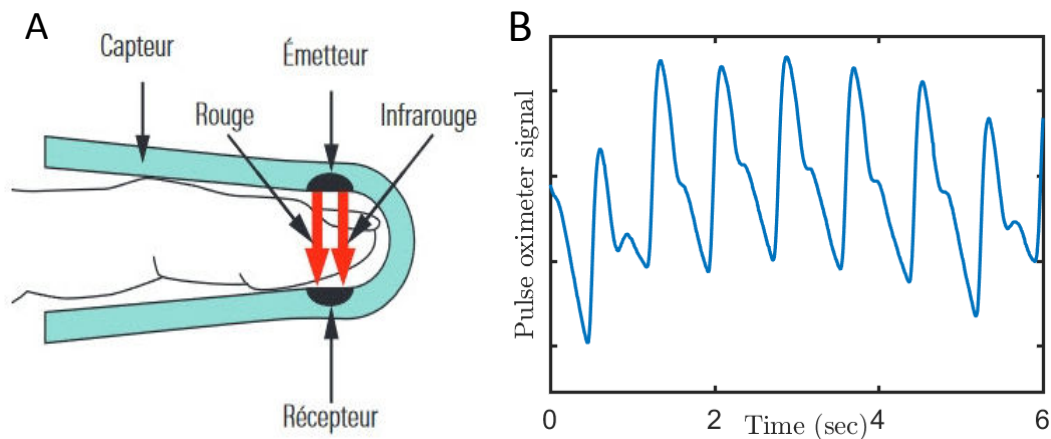 A
Capteur
Émetteur
Rouge
Infrarouge
Récepteur
B
Pulse oximeter signal
0
2
4
6
Time (sec)